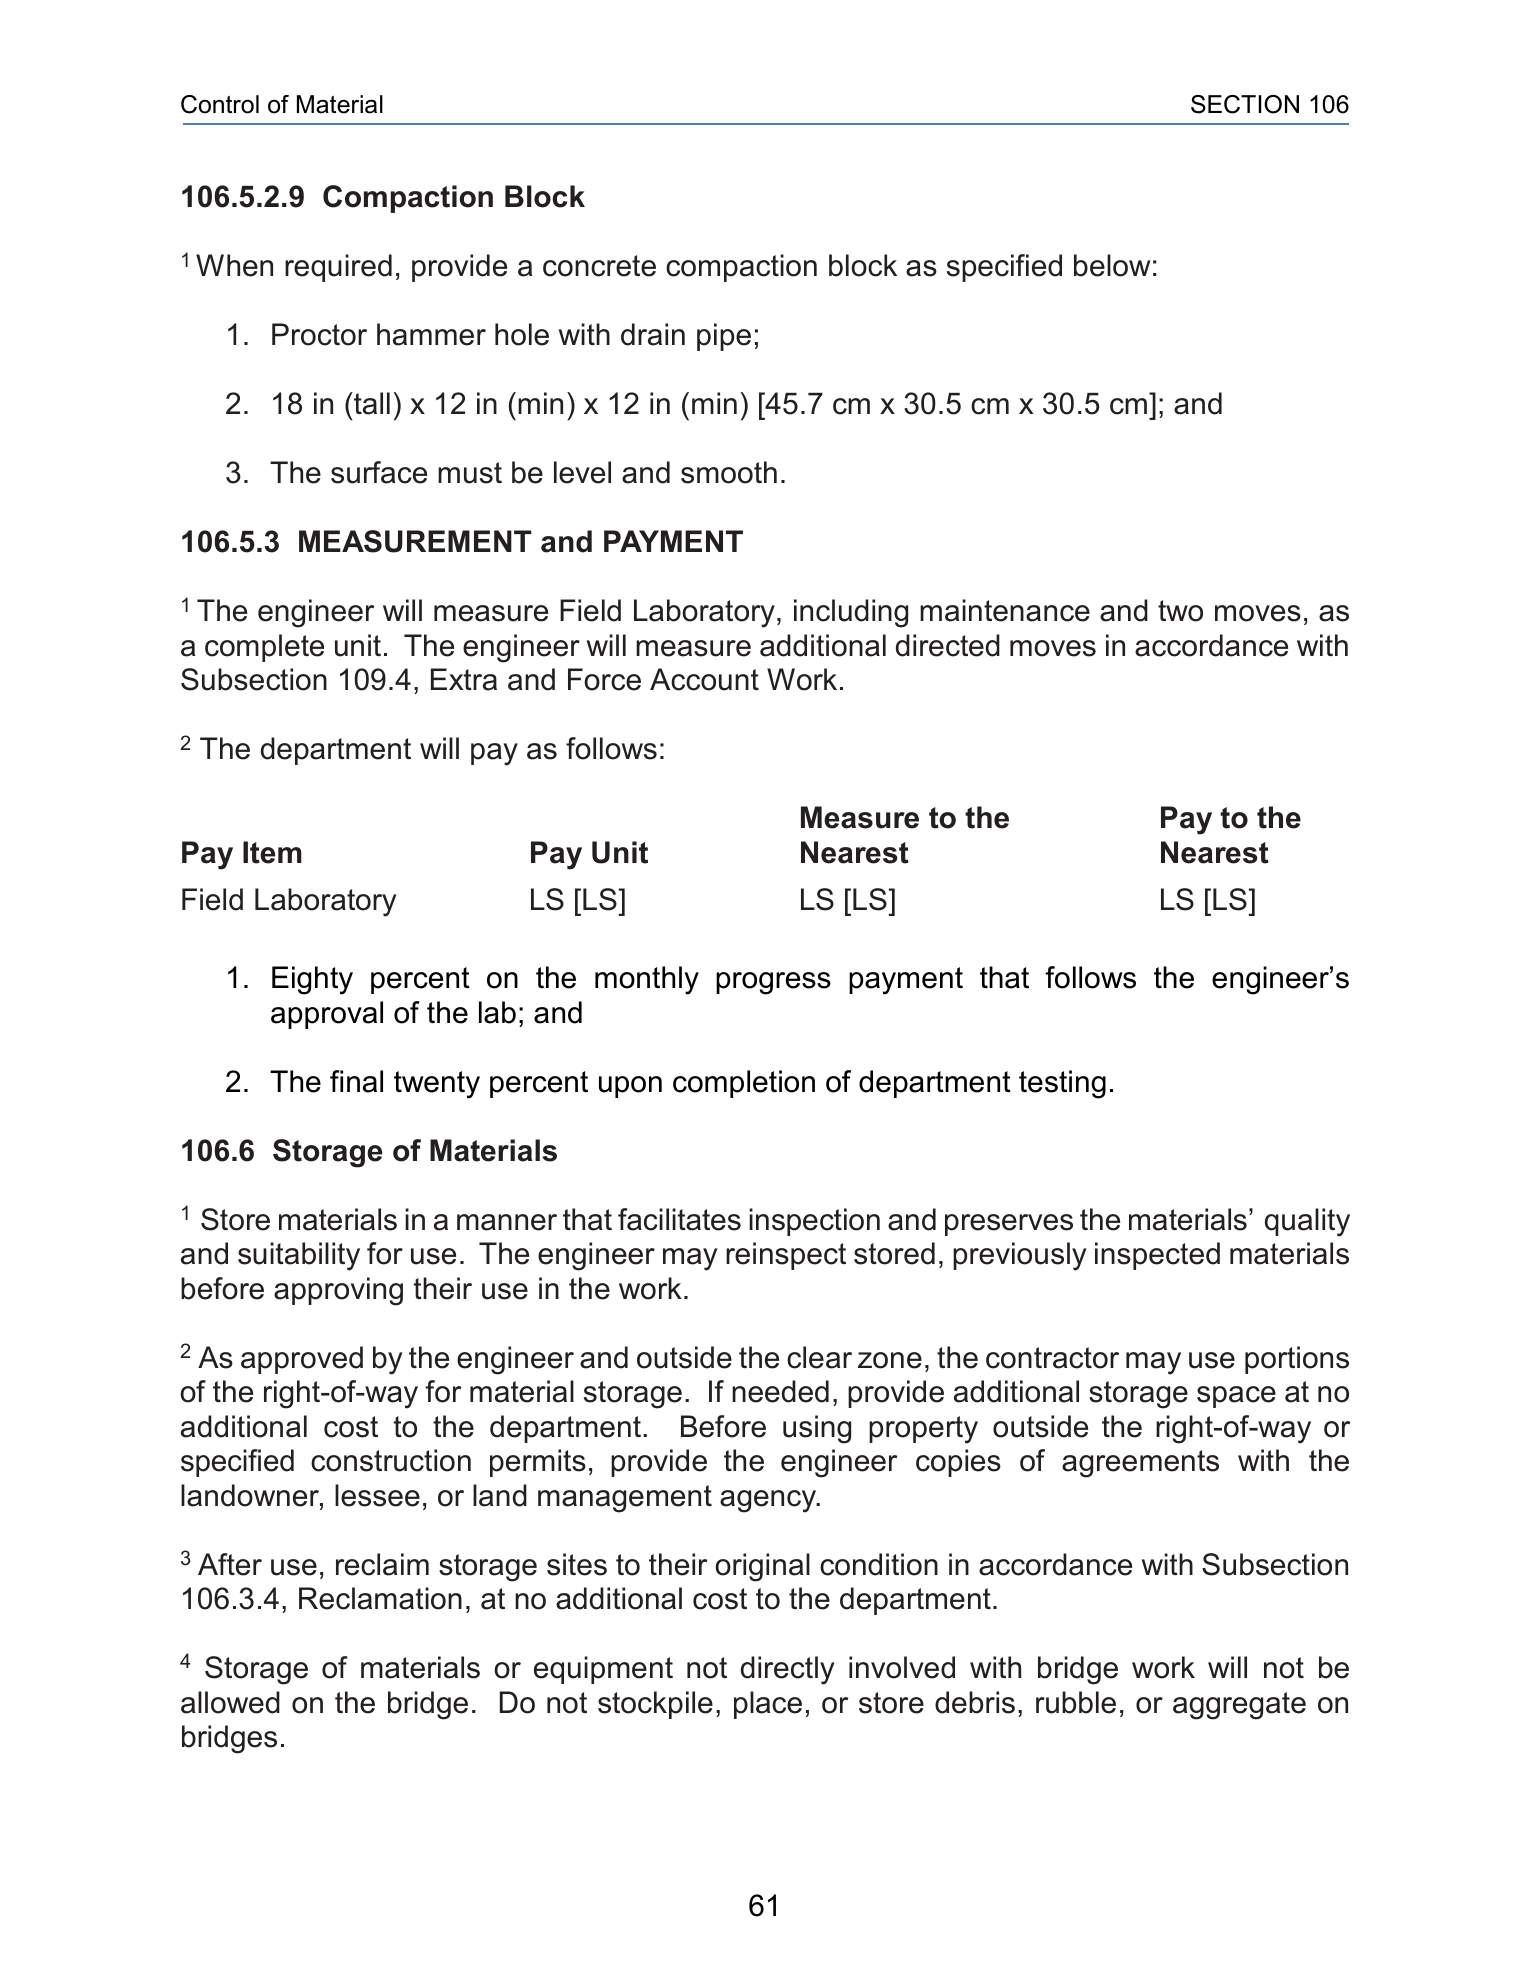 Control of Material SECTION 106
106.5.2.9 Compaction Block
1 When required, provide a concrete compaction block as specified below:
1. Proctor hammer hole with drain pipe;
2. 18 in (tall) x 12 in (min) x 12 in (min) [45.7 cm x 30.5 cm x 30.5 cm]; and
3. The surface must be level and smooth.
106.5.3 MEASUREMENT and PAYMENT
1 The engineer will measure Field Laboratory, including maintenance and two moves, as
a complete unit. The engineer will measure additional directed moves in accordance with
Subsection 109.4, Extra and Force Account Work.
2 The department will pay as follows:
Measure to the Pay to the
Pay Item Pay Unit Nearest Nearest
Field Laboratory LS [LS] LS [LS] LS [LS]
1. Eighty percent on the monthly progress payment that follows the engineer’s
approval of the lab; and
2. The final twenty percent upon completion of department testing.
106.6 Storage of Materials
1 Store materials in a manner that facilitates inspection and preserves the materials’ quality
and suitability for use. The engineer may reinspect stored, previously inspected materials
before approving their use in the work.
2 As approved by the engineer and outside the clear zone, the contractor may use portions
of the right-of-way for material storage. If needed, provide additional storage space at no
additional cost to the department. Before using property outside the right-of-way or
specified construction permits, provide the engineer copies of agreements with the
landowner, lessee, or land management agency.
3 After use, reclaim storage sites to their original condition in accordance with Subsection
106.3.4, Reclamation, at no additional cost to the department.
4 Storage of materials or equipment not directly involved with bridge work will not be
allowed on the bridge. Do not stockpile, place, or store debris, rubble, or aggregate on
bridges.
61